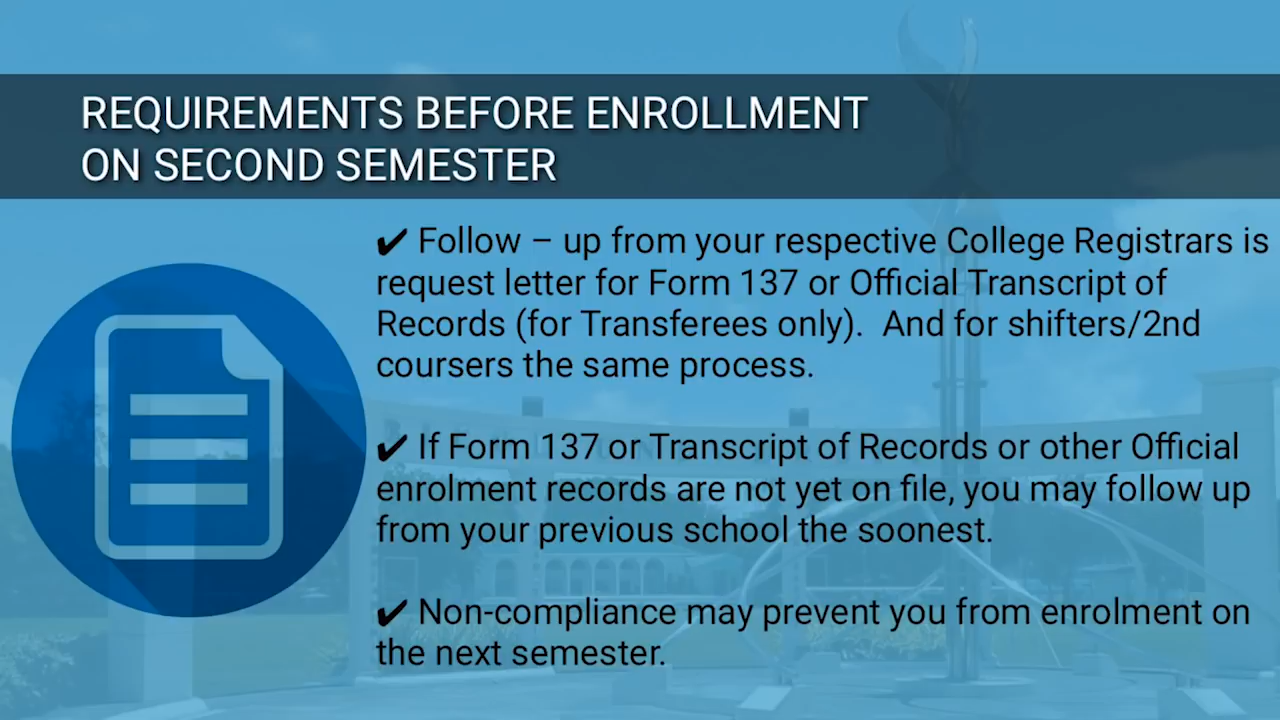 REQUIREMENTS BEFORE ENROLLMENT
ON SECOND SEMESTER
✔ Follow – up from your respective College Registrars is
request letter for Form 137 or Official Transcript of
Records (for Transferees only).  And for shifters/2nd
coursers the same process.
✔ If Form 137 or Transcript of Records or other Official
enrolment records are not yet on file, you may follow up
from your previous school the soonest.
✔ Non-compliance may prevent you from enrolment on
the next semester.